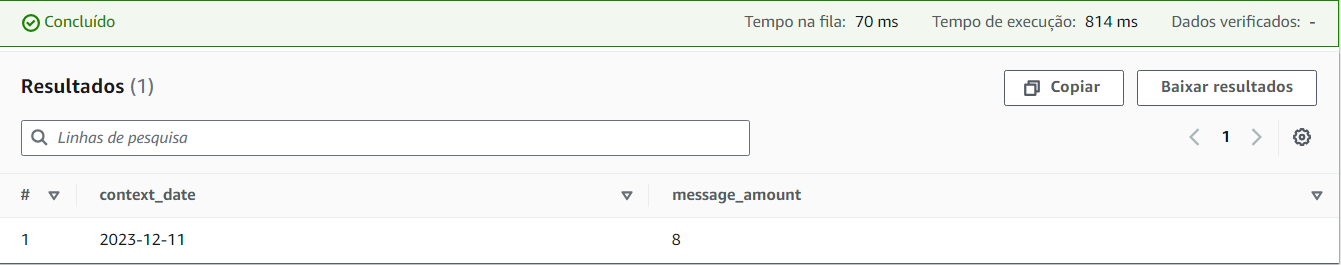 Concluído Tempo na fila: 70 ms Tempo de execução: 814 ms Dados verificados: -
Resultados (1) Copiar Baixar resultados
Linhas de pesquisa 1
# context_date message_amount
1 2023-12-11 8